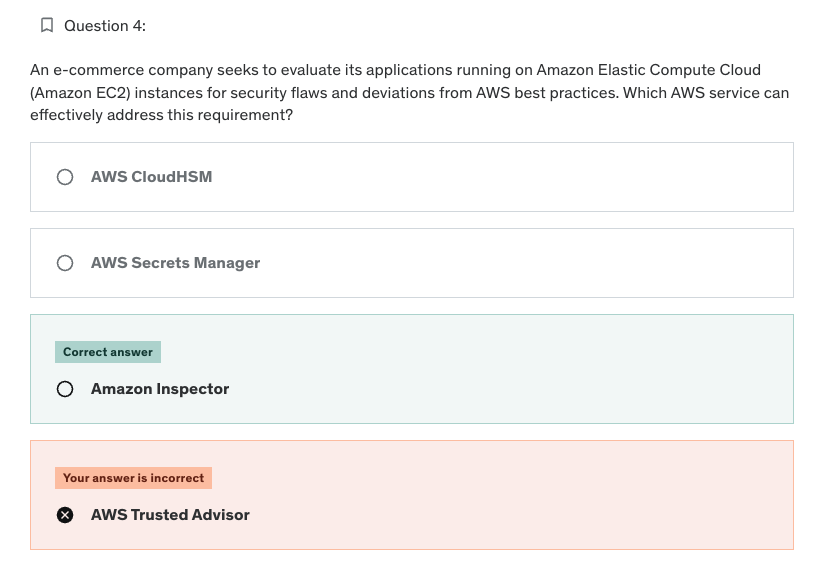 Question 4:
An e-commerce company seeks to evaluate its applications running on Amazon Elastic Compute Cloud
(Amazon EC2) instances for security flaws and deviations from AWS best practices. Which AWS service can
effectively address this requirement?
AWS CloudHSM
AWS Secrets Manager
Correct answer
Amazon Inspector
Your answer is incorrect
AWS Trusted Advisor